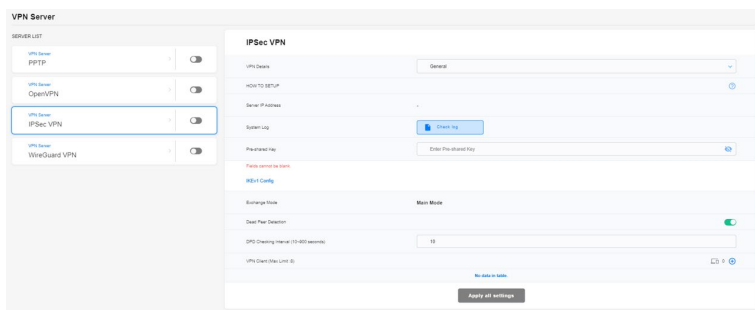 VPN Server
SERVER LIST
VPN Server
PPTP
VPN Server
OpenVPN
VPN Server
IPSec VPN
VPN Server
WireGuard VPN
IPSec VPN
VPN Details
General
HOW TO SETUP
Server IP Address
-
System Log
Check log
Pre-shared Key
Enter Pre-shared Key
Fields cannot be blank.
IKEv1 Config
Exchange Mode
Main Mode
Dead Peer Detection
DPD Checking Interval (10~900 seconds)
10
VPN Client (Max Limit : 8)
0
No data in table.
Apply all settings